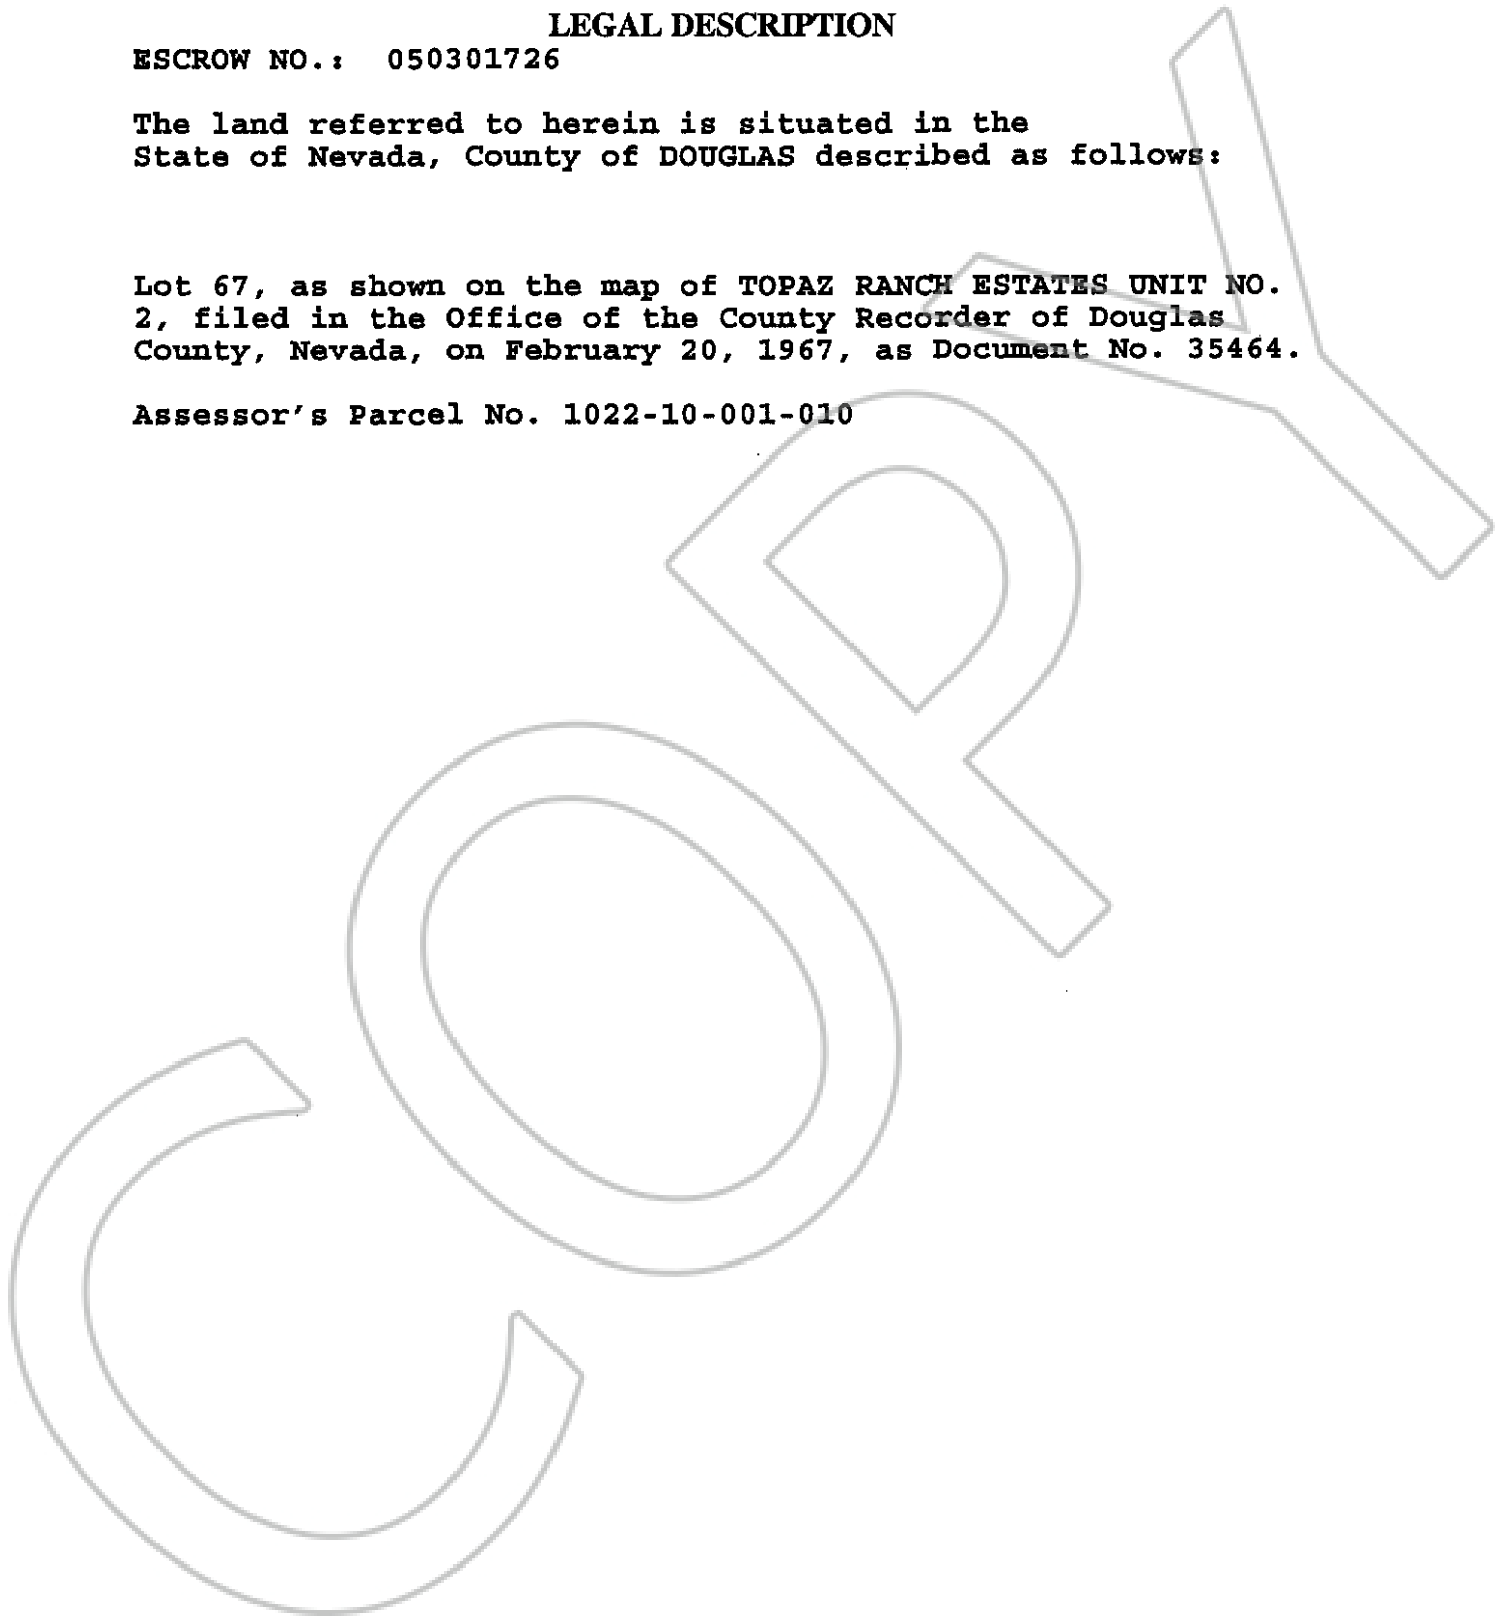 LEGAL DESCRIPTION
ESCROW NO.: 050301726
The land referred to herein is situated in the
State of Nevada, County of DOUGLAS described as follows:
Lot 67, as shown on the map of TOPAZ RANCH ESTATES UNIT NO.
2, filed in the Office of the County Recorder of Douglas
County, Nevada, on February 20, 1967, as Document No. 35464.
Assessor's Parcel No. 1022-10-001-010
COPY